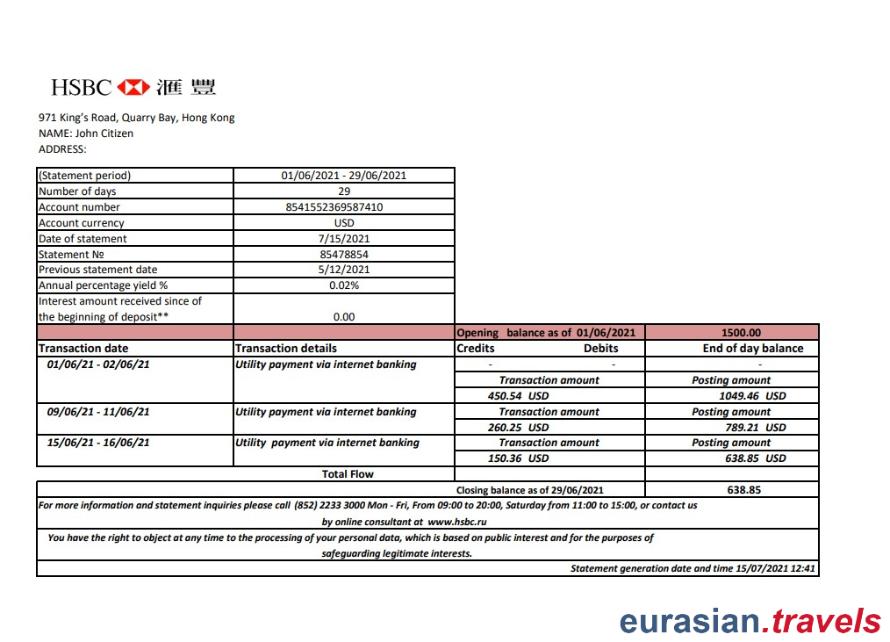 HSBC 滙豐
971 King's Road, Quarry Bay, Hong Kong
NAME: John Citizen
ADDRESS:
(Statement period) 01/06/2021 - 29/06/2021
Number of days 29
Account number 8541552369587410
Account currency USD
Date of statement 7/15/2021
Statement № 85478854
Previous statement date 5/12/2021
Annual percentage yield % 0.02%
Interest amount received since of
the beginning of deposit** 0.00
Opening balance as of 01/06/2021 1500.00
Transaction date Transaction details Credits Debits End of day balance
01/06/21 - 02/06/21 Utility payment via internet banking - - -
Transaction amount Posting amount
450.54 USD 1049.46 USD
09/06/21 - 11/06/21 Utility payment via internet banking Transaction amount Posting amount
260.25 USD 789.21 USD
15/06/21 - 16/06/21 Utility payment via internet banking Transaction amount Posting amount
150.36 USD 638.85 USD
Total Flow
Closing balance as of 29/06/2021 638.85
For more information and statement inquiries please call (852) 2233 3000 Mon - Fri, From 09:00 to 20:00, Saturday from 11:00 to 15:00, or contact us
by online consultant at www.hsbc.ru
You have the right to object at any time to the processing of your personal data, which is based on public interest and for the purposes of
safeguarding legitimate interests.
Statement generation date and time 15/07/2021 12:41
eurasian.travels